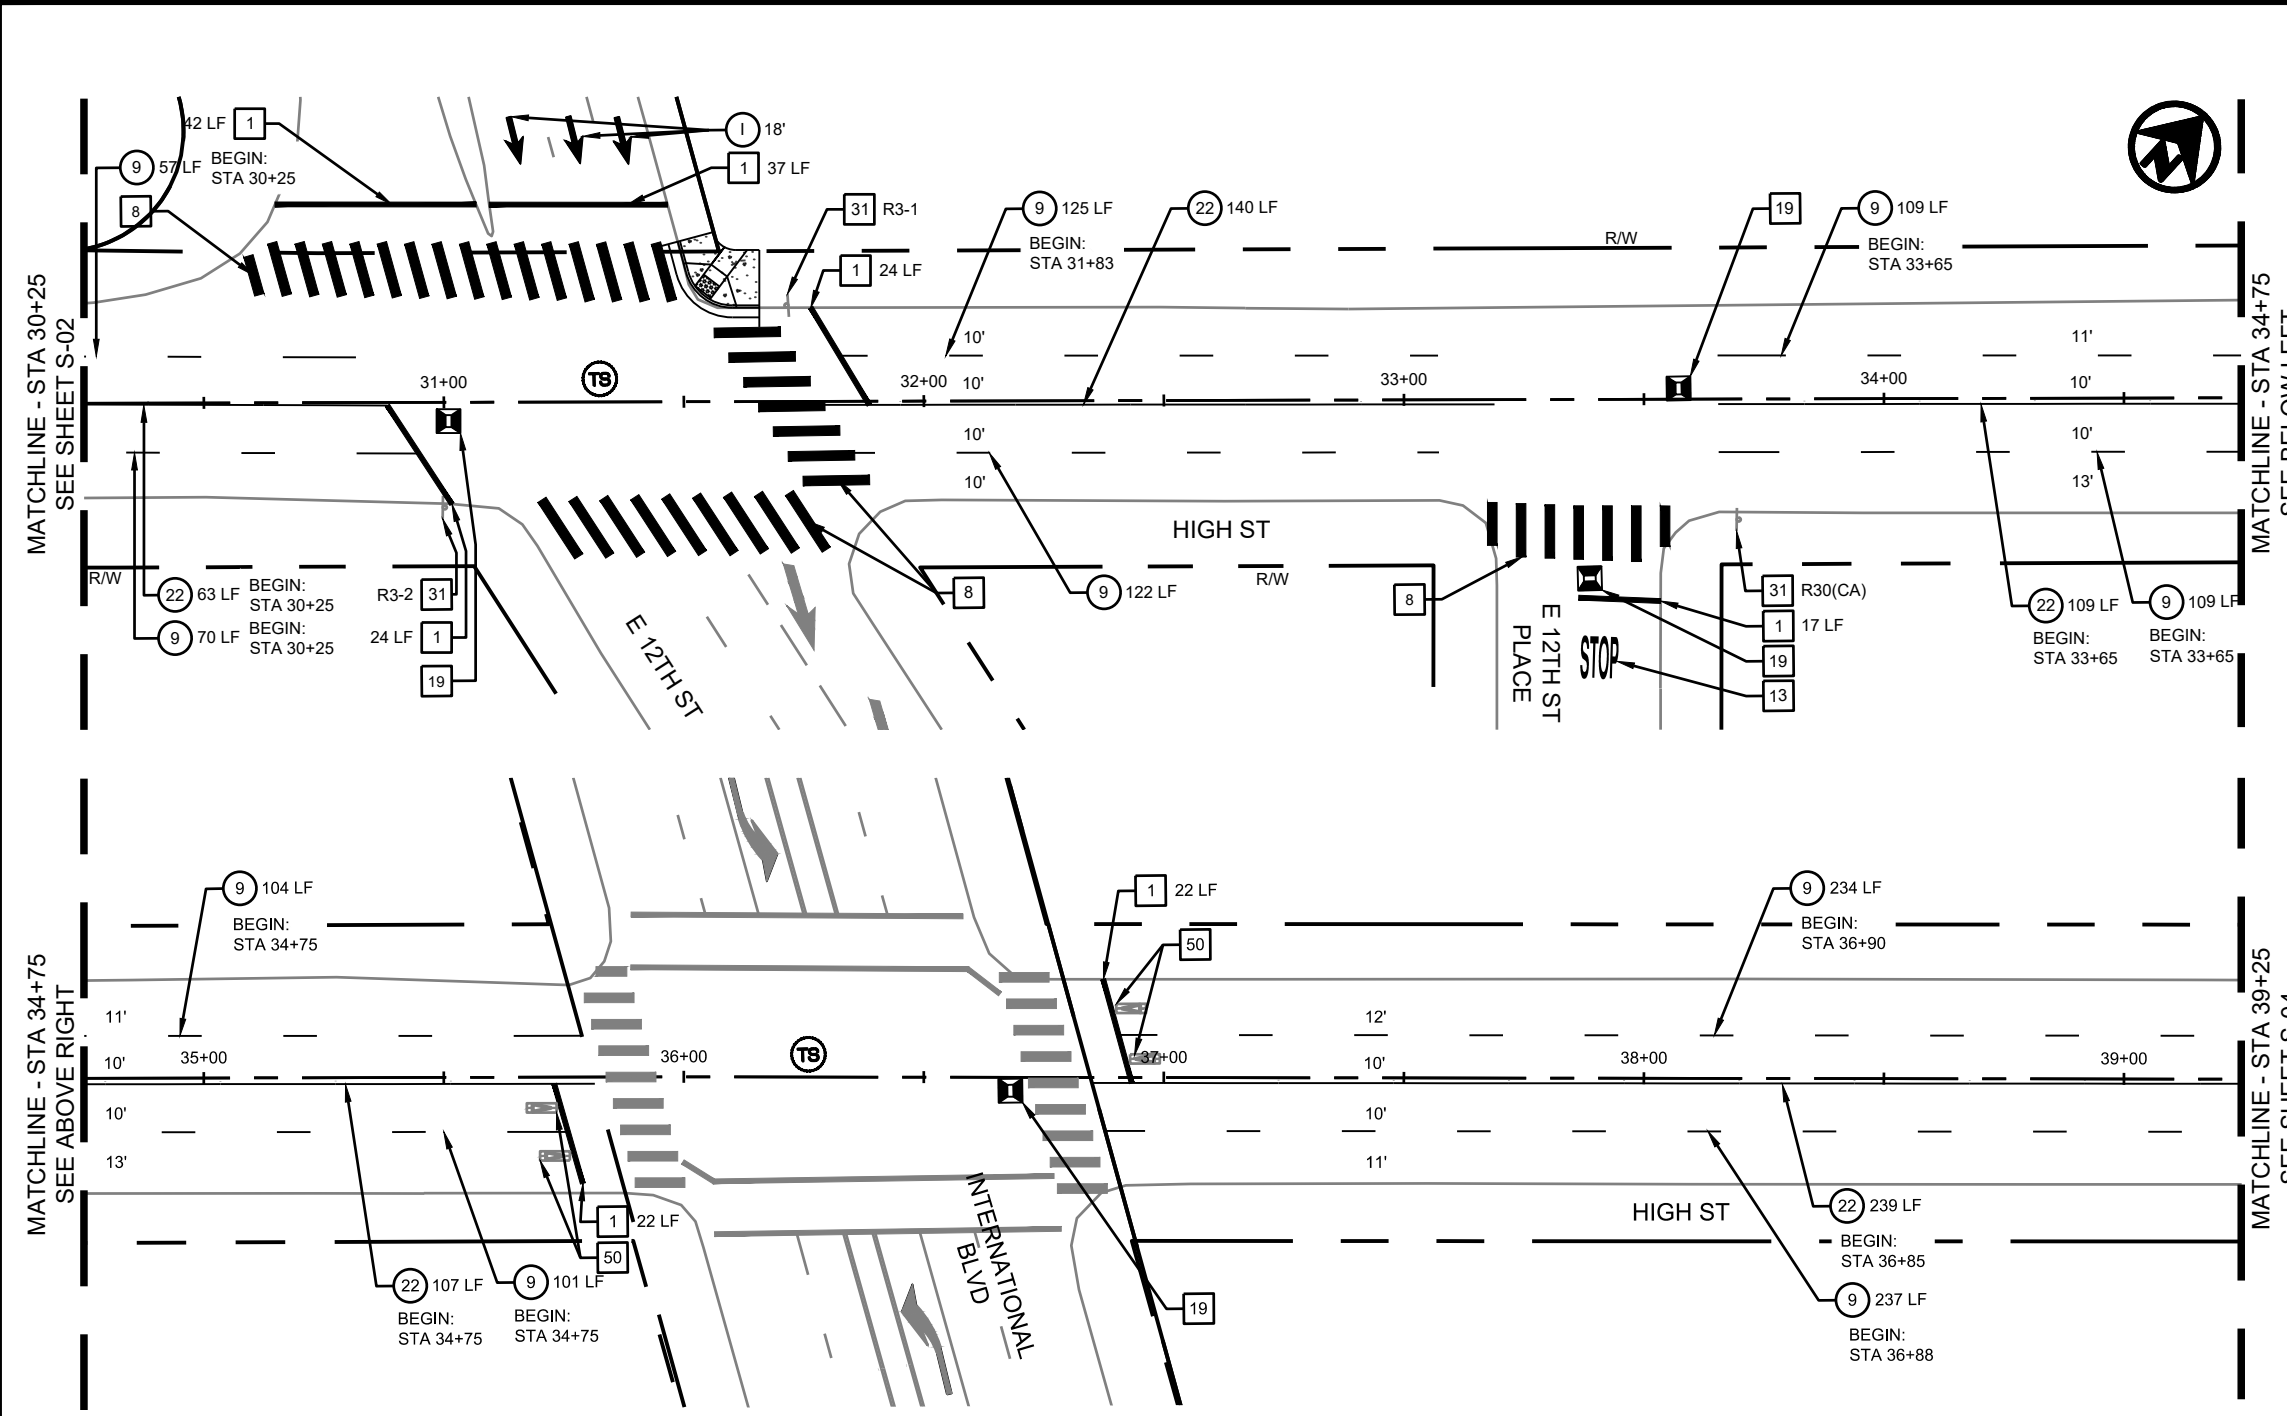 42 LF
1
9
57 LF
BEGIN:
STA 30+25
8
I
18'
1
37 LF
31
R3-1
1
24 LF
9
125 LF
BEGIN:
STA 31+83
22
140 LF
R/W
19
9
109 LF
BEGIN:
STA 33+65
MATCHLINE - STA 30+25
SEE SHEET S-02
31+00
TS
32+00
33+00
34+00
10'
10'
10'
10'
11'
10'
10'
13'
MATCHLINE - STA 34+75
SEE BELOW LEFT
HIGH ST
R/W
R/W
22
63 LF
BEGIN:
STA 30+25
9
70 LF
BEGIN:
STA 30+25
R3-2
31
24 LF
1
19
E 12TH ST
8
9
122 LF
8
E 12TH ST
PLACE
STOP
31
R30(CA)
1
17 LF
19
13
22
109 LF
BEGIN:
STA 33+65
9
109 LF
BEGIN:
STA 33+65
9
104 LF
BEGIN:
STA 34+75
1
22 LF
50
9
234 LF
BEGIN:
STA 36+90
MATCHLINE - STA 34+75
SEE ABOVE RIGHT
11'
10'
10'
13'
35+00
36+00
TS
37+00
38+00
39+00
12'
10'
10'
11'
MATCHLINE - STA 39+25
1
22 LF
50
22
107 LF
BEGIN:
STA 34+75
9
101 LF
BEGIN:
STA 34+75
INTERNATIONAL
BLVD
19
HIGH ST
22
239 LF
BEGIN:
STA 36+85
9
237 LF
BEGIN:
STA 36+88